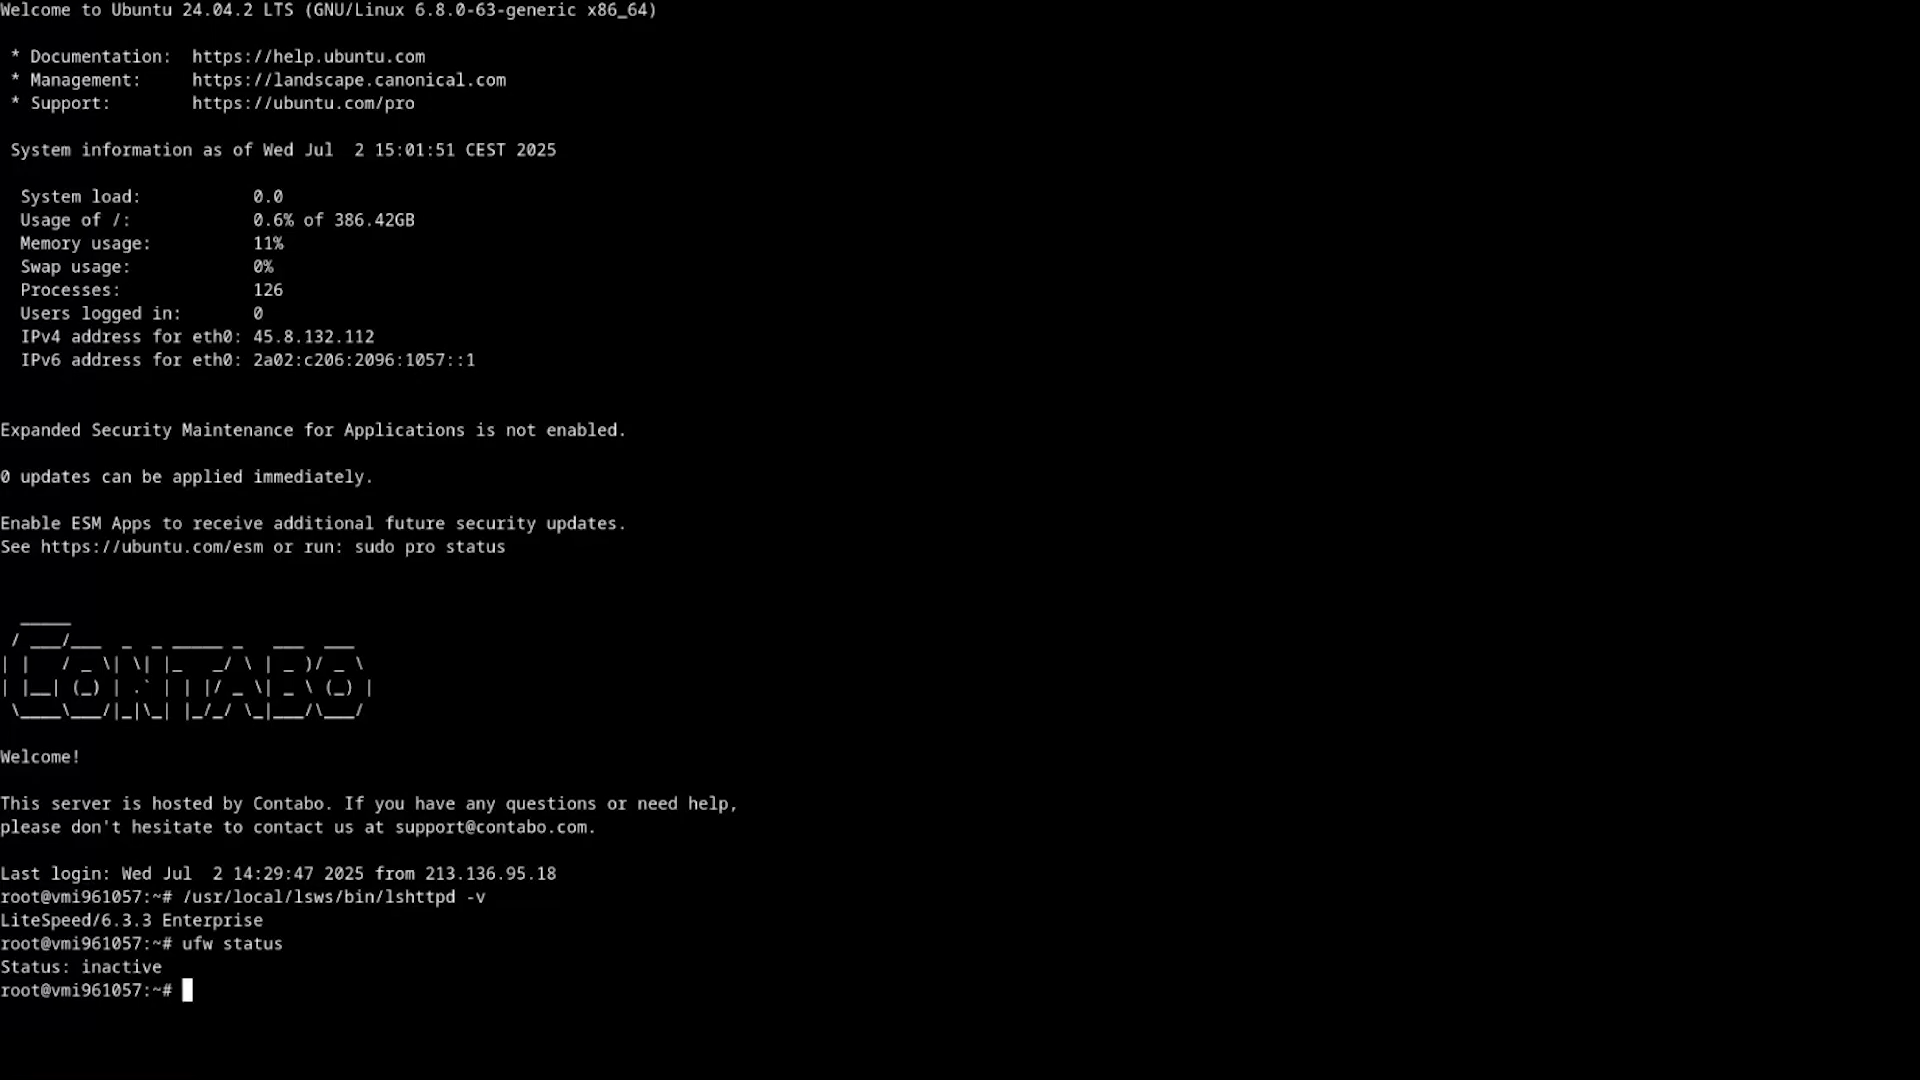 Welcome to Ubuntu 24.04.2 LTS (GNU/Linux 6.8.0-63-generic x86_64)

 * Documentation:  https://help.ubuntu.com
 * Management:     https://landscape.canonical.com
 * Support:        https://ubuntu.com/pro

 System information as of Wed Jul  2 15:01:51 CEST 2025

  System load:           0.0
  Usage of /:            0.6% of 386.42GB
  Memory usage:          11%
  Swap usage:            0%
  Processes:             126
  Users logged in:       0
  IPv4 address for eth0: 45.8.132.112
  IPv6 address for eth0: 2a02:c206:2096:1057::1

Expanded Security Maintenance for Applications is not enabled.

0 updates can be applied immediately.

Enable ESM Apps to receive additional future security updates.
See https://ubuntu.com/esm or run: sudo pro status

CONTABO

Welcome!

This server is hosted by Contabo. If you have any questions or need help,
please don't hesitate to contact us at support@contabo.com.

Last login: Wed Jul  2 14:29:47 2025 from 213.136.95.18
root@vmi961057:~# /usr/local/lsws/bin/lshttpd -v
LiteSpeed/6.3.3 Enterprise
root@vmi961057:~# ufw status
Status: inactive
root@vmi961057:~#